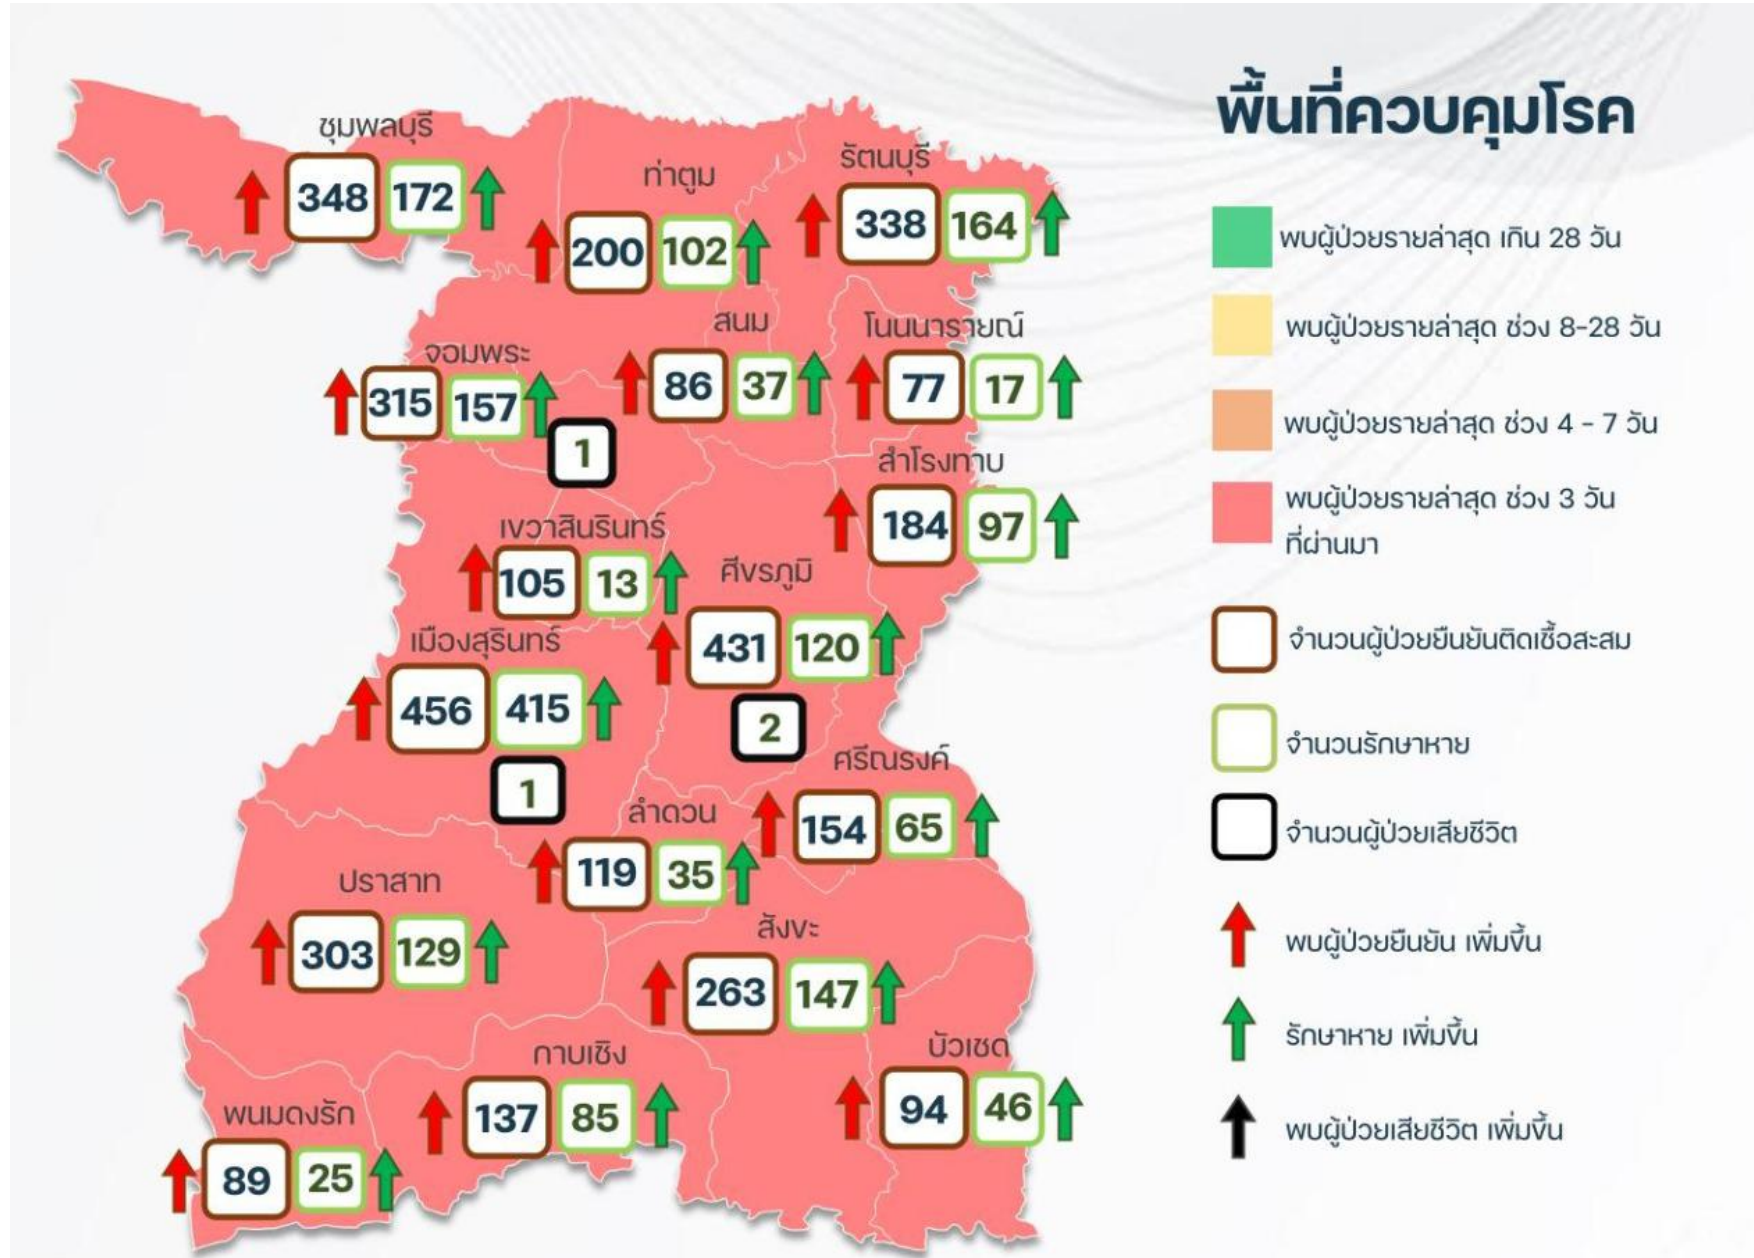 พื้นที่ควบคุมโรค
ชุมพลบุรี
348 172
ท่าตูม
200 102
รัตนบุรี
338 164
สนม
86 37
โนนนารายณ์
77 17
จอมพระ
315 157
1
สำโรงทาบ
184 97
เขวาสินรินทร์
105 13
ศีขรภูมิ
431 120
2
เมืองสุรินทร์
456 415
1
ศรีณรงค์
154 65
ลำดวน
119 35
ปราสาท
303 129
สังขะ
263 147
กาบเชิง
137 85
บัวเชด
94 46
พนมดงรัก
89 25
พบผู้ป่วยรายล่าสุด เกิน 28 วัน
พบผู้ป่วยรายล่าสุด ช่วง 8-28 วัน
พบผู้ป่วยรายล่าสุด ช่วง 4 - 7 วัน
พบผู้ป่วยรายล่าสุด ช่วง 3 วัน
ที่ผ่านมา
จำนวนผู้ป่วยยืนยันติดเชื้อสะสม
จำนวนรักษาหาย
จำนวนผู้ป่วยเสียชีวิต
พบผู้ป่วยยืนยัน เพิ่มขึ้น
รักษาหาย เพิ่มขึ้น
พบผู้ป่วยเสียชีวิต เพิ่มขึ้น